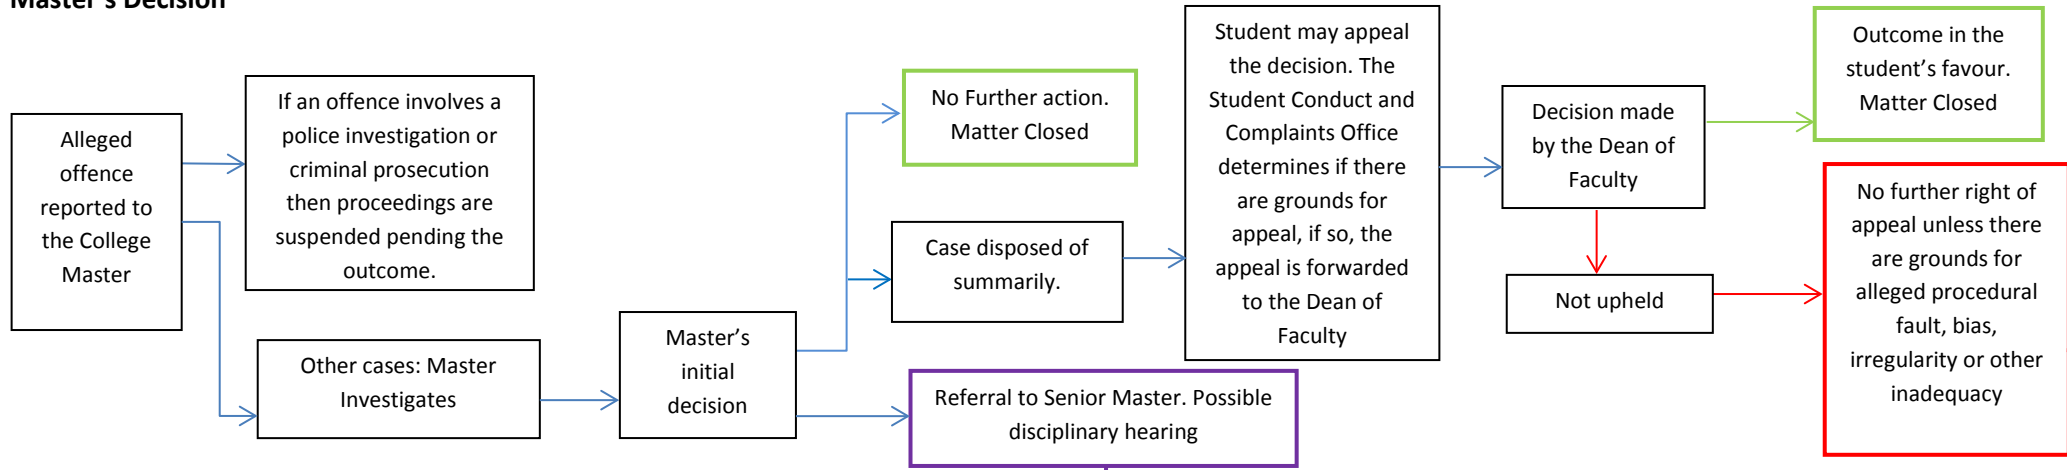 Master's Decision
Alleged
offence
reported to
the College
Master
If an offence involves a
police investigation or
criminal prosecution
then proceedings are
suspended pending the
outcome.
Other cases: Master
Investigates
Master's
initial
decision
No Further action.
Matter Closed
Case disposed of
summarily.
Referral to Senior Master. Possible
disciplinary hearing
Student may appeal
the decision. The
Student Conduct and
Complaints Office
determines if there
are grounds for
appeal, if so, the
appeal is forwarded
to the Dean of
Faculty
Decision made
by the Dean of
Faculty
Not upheld
Outcome in the
student's favour.
Matter Closed
No further right of
appeal unless there
are grounds for
alleged procedural
fault, bias,
irregularity or other
inadequacy